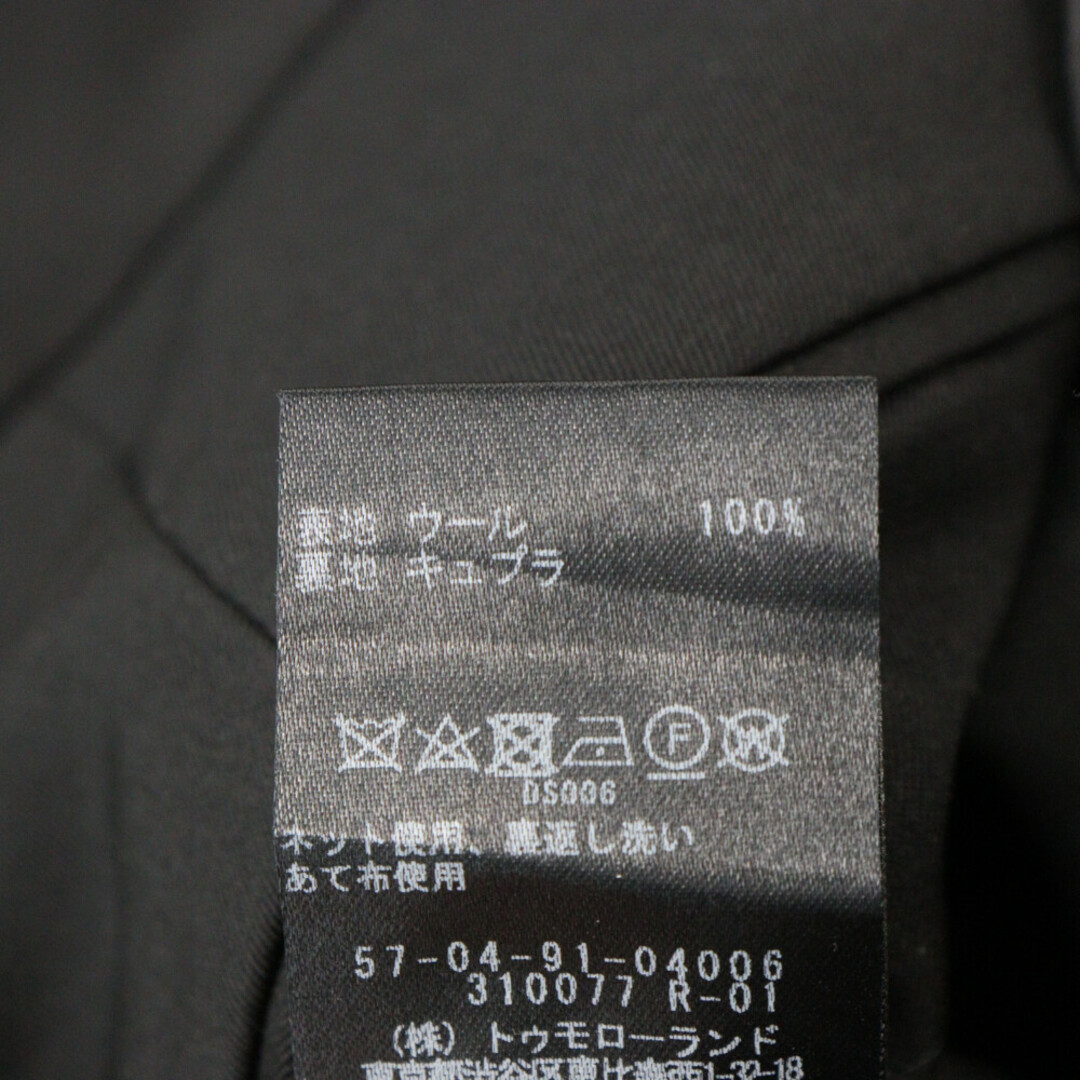 表地 ウール 100%
裏地 キュプラ
F W
DS006
ネット使用、裏返し洗い
あて布使用
57-04-91-04006
310077 R-01
(株) トゥモローランド
東京都渋谷区恵比寿西1-32-18